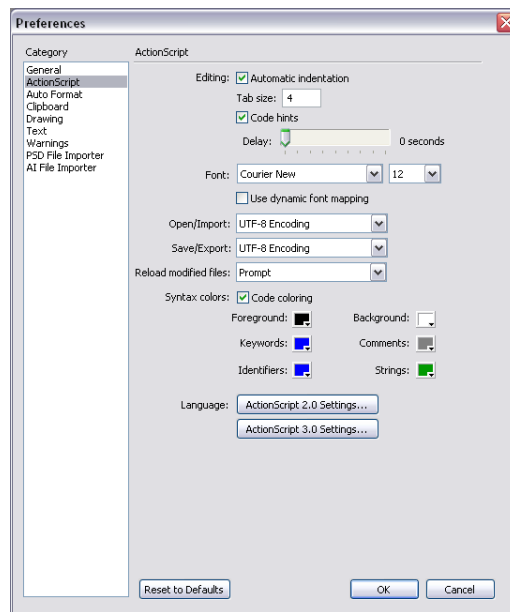 Preferences
Category
General
ActionScript
Auto Format
Clipboard
Drawing
Text
Warnings
PSD File Importer
AI File Importer
ActionScript
Editing: Automatic indentation
Tab size: 4
Code hints
Delay: 0 seconds
Font: Courier New 12
Use dynamic font mapping
Open/Import: UTF-8 Encoding
Save/Export: UTF-8 Encoding
Reload modified files: Prompt
Syntax colors: Code coloring
Foreground: Background:
Keywords: Comments:
Identifiers: Strings:
Language: ActionScript 2.0 Settings...
ActionScript 3.0 Settings...
Reset to Defaults OK Cancel